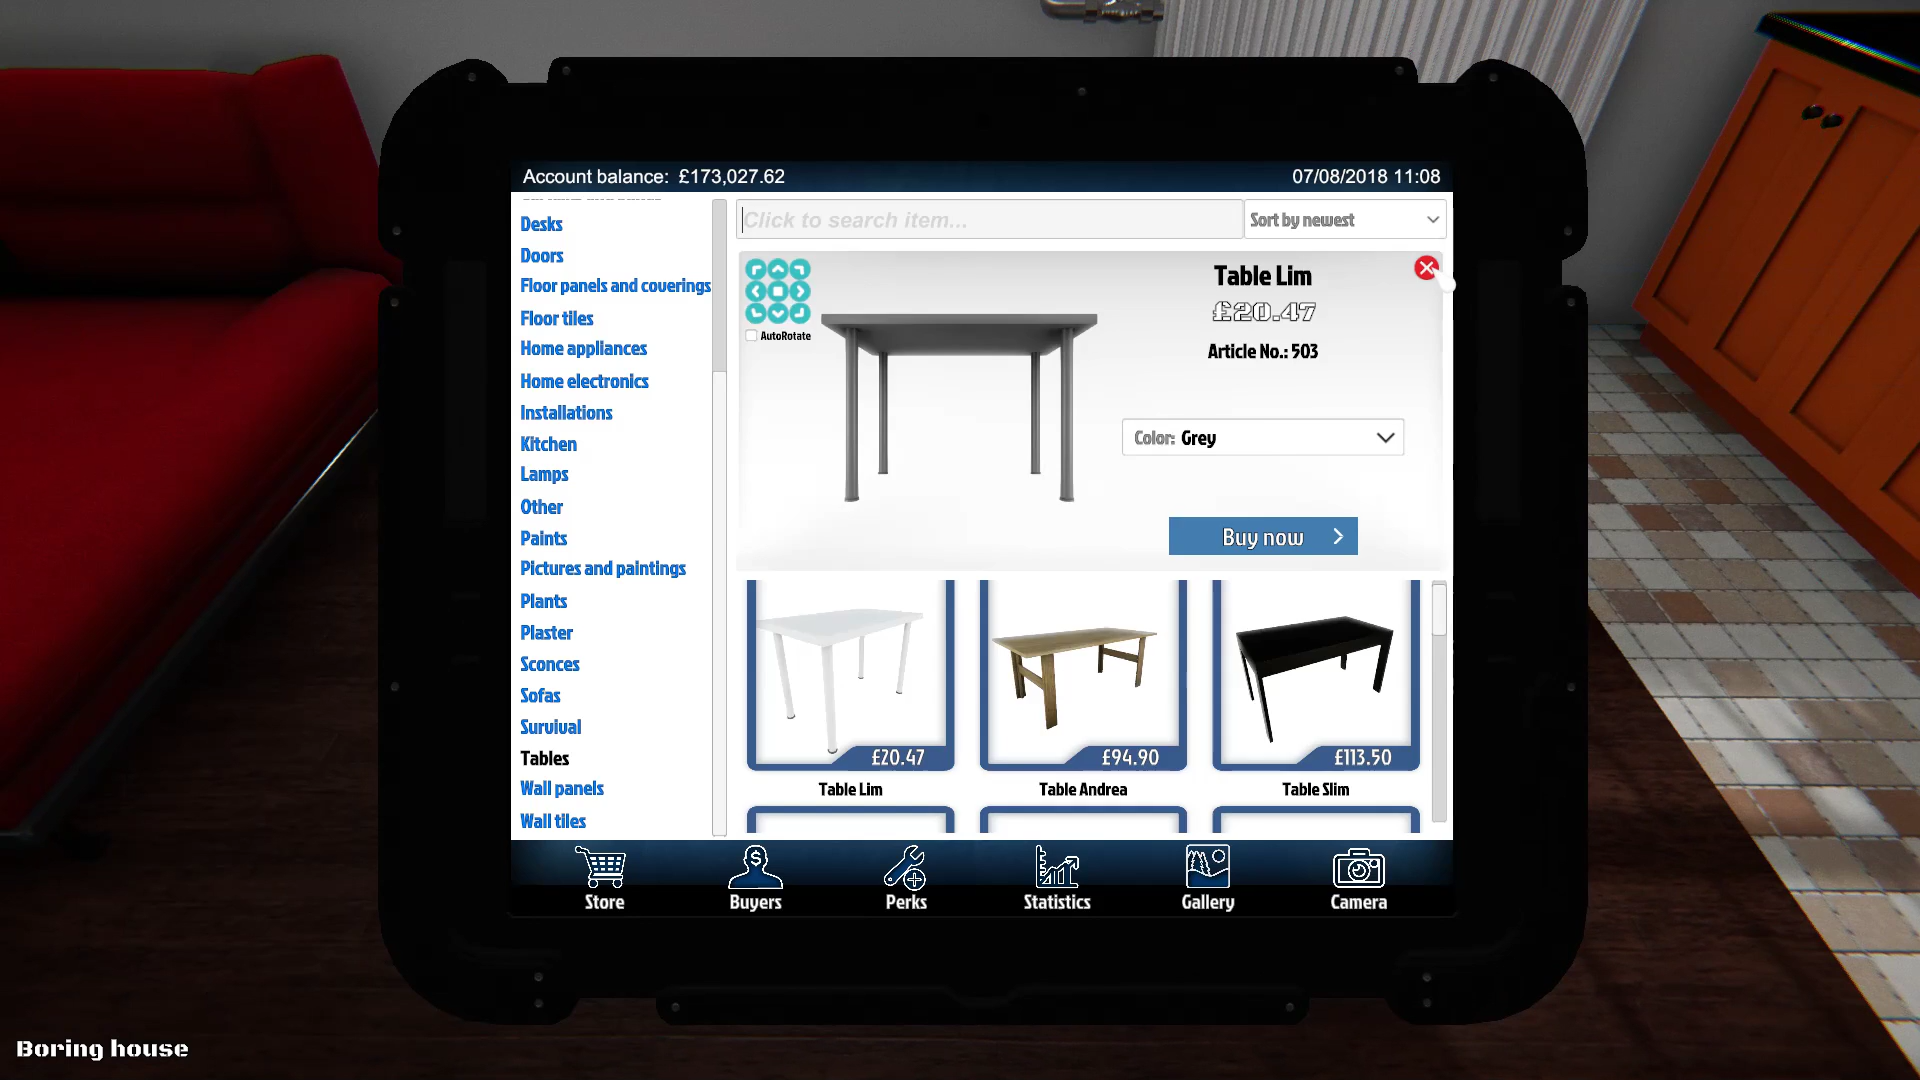 Account balance: £173,027.62
07/08/2018 11:08
Desks
Doors
Floor panels and coverings
Floor tiles
Home appliances
Home electronics
Installations
Kitchen
Lamps
Other
Paints
Pictures and paintings
Plants
Plaster
Sconces
Sofas
Survival
Tables
Wall panels
Wall tiles
Click to search item...
Sort by newest
AutoRotate
Table Lim
£20.47
Article No.: 503
Color: Grey
Buy now
£20.47
£94.90
£113.50
Table Lim
Table Andrea
Table Slim
Store
Buyers
Perks
Statistics
Gallery
Camera
Boring house